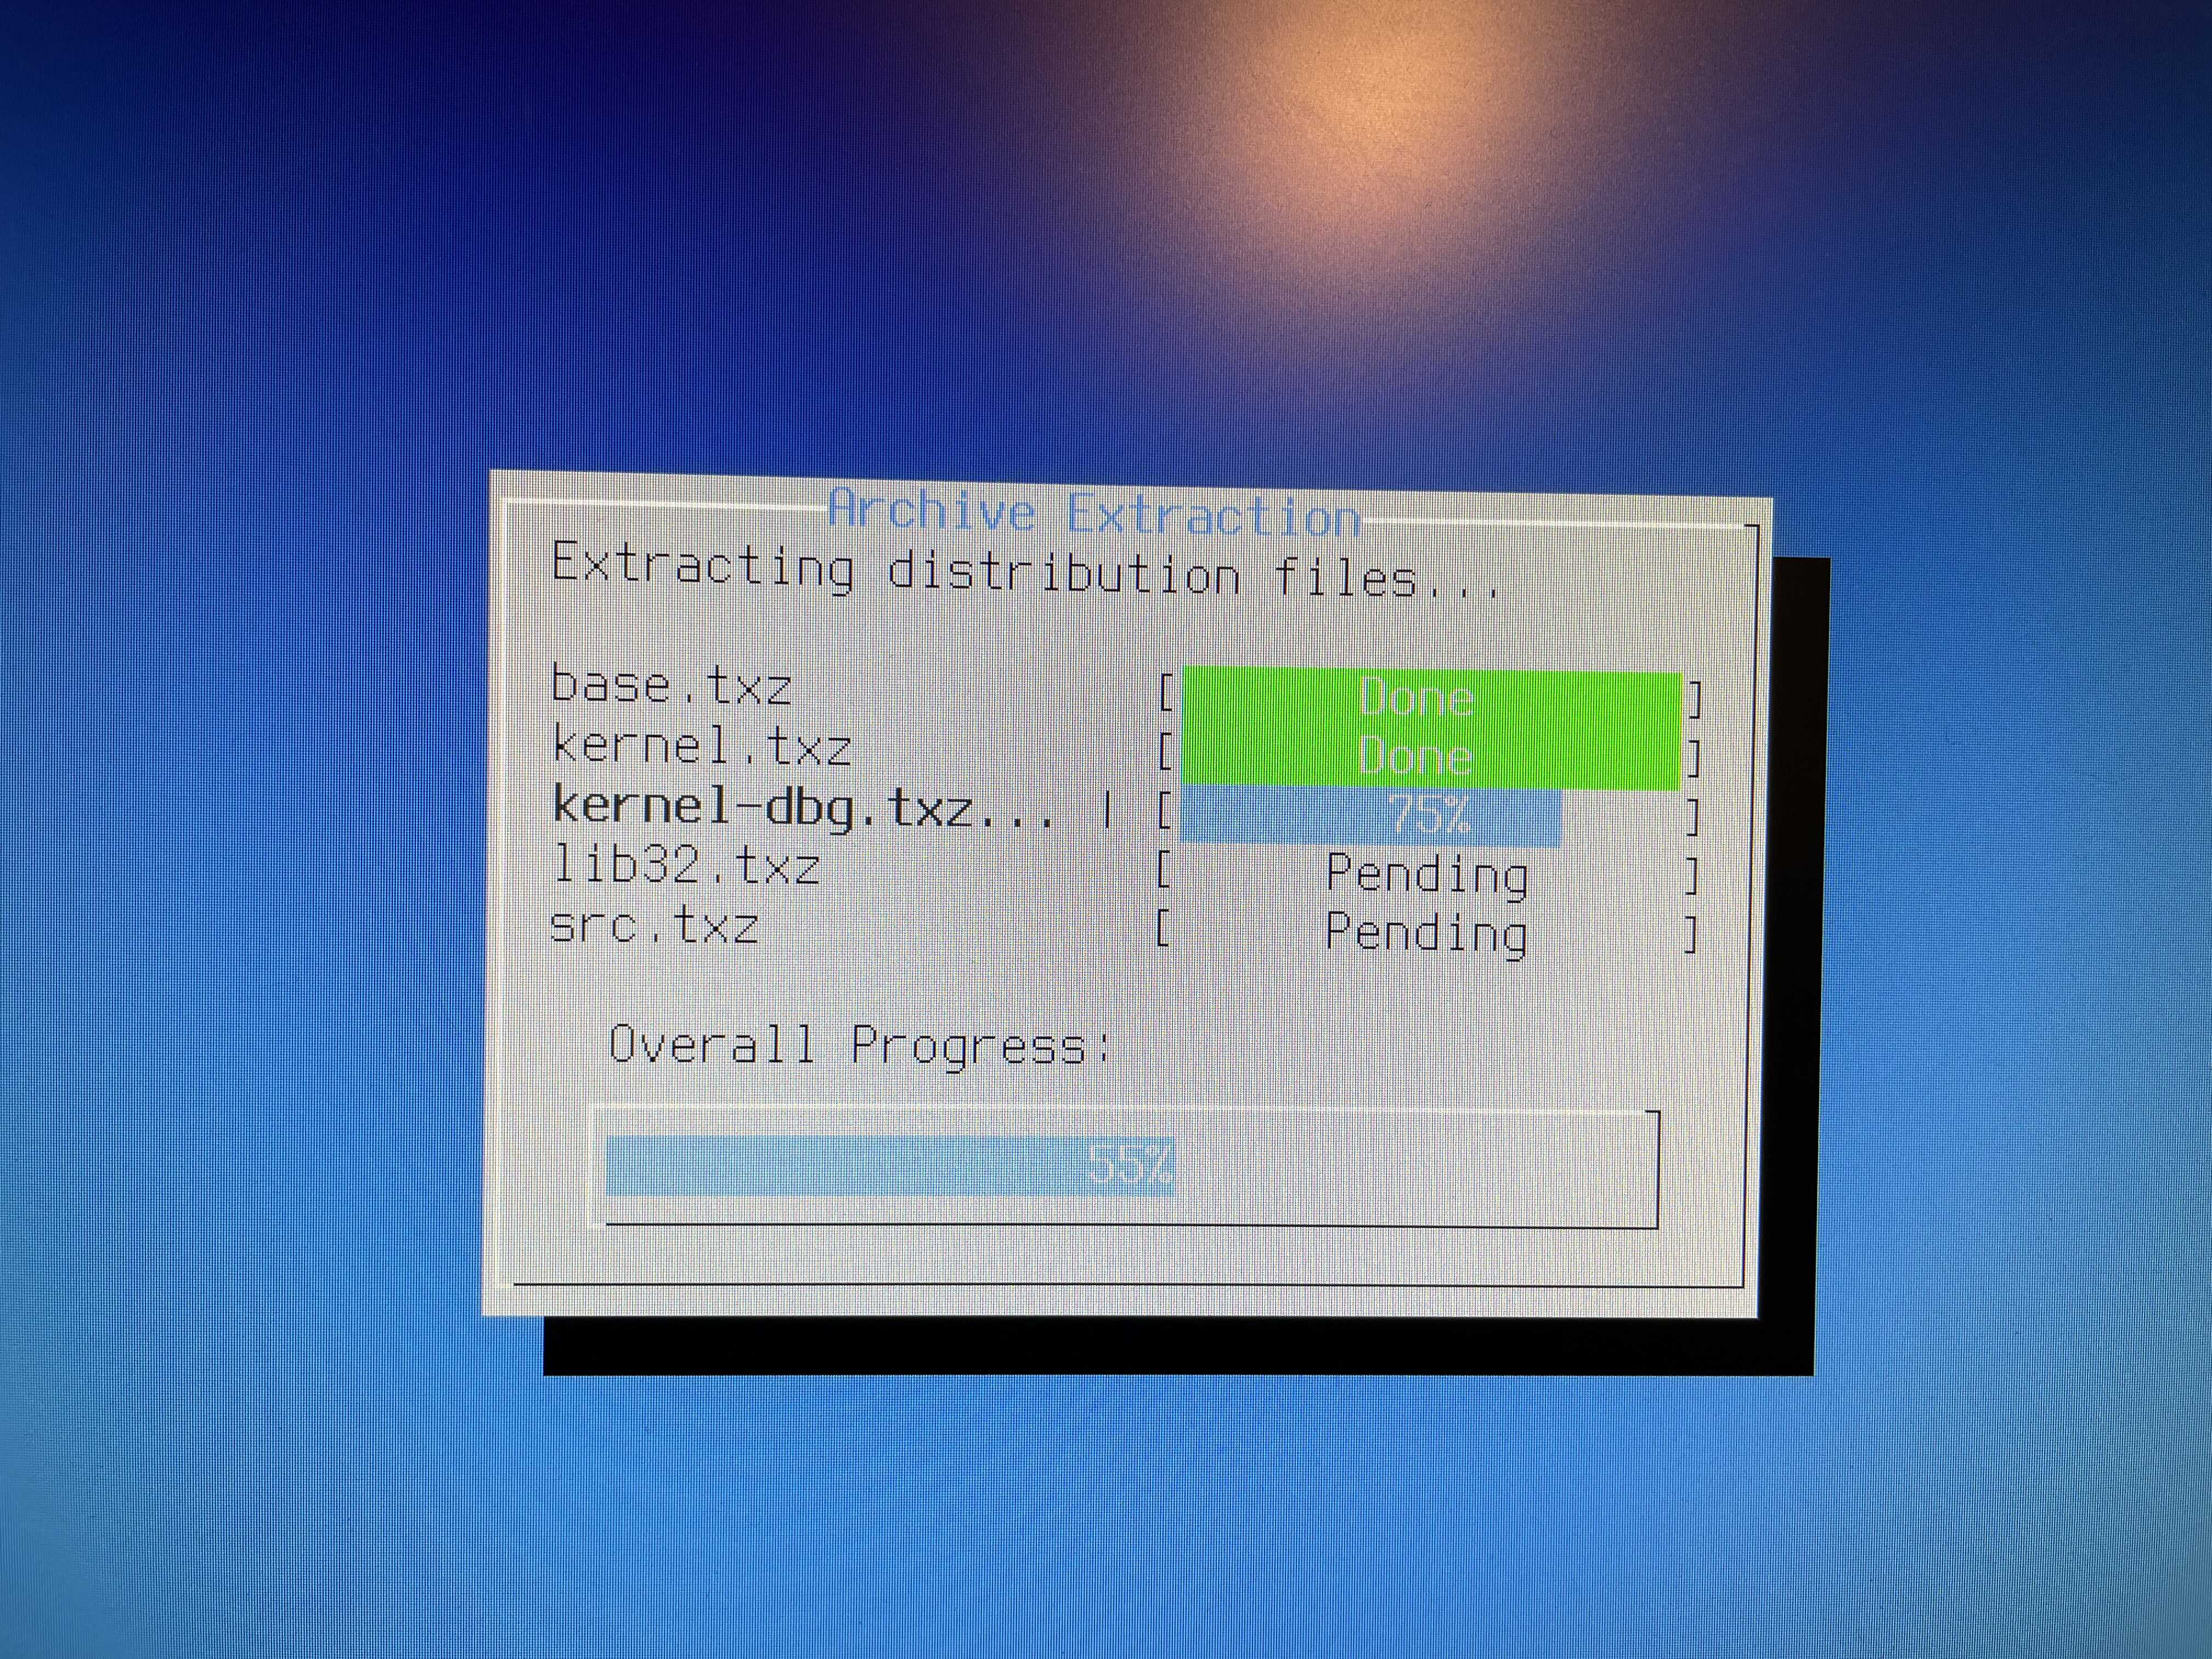 Archive Extraction
Extracting distribution files...
base.txz [ Done ]
kernel.txz [ Done ]
kernel-dbg.txz... | [ 75% ]
lib32.txz [ Pending ]
src.txz [ Pending ]
Overall Progress:
55%